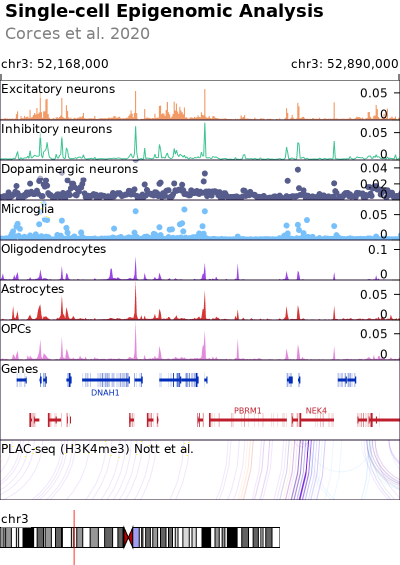 Single-cell Epigenomic Analysis
Corces et al. 2020
chr3: 52,168,000 chr3: 52,890,000
Excitatory neurons 0.05
0
Inhibitory neurons 0.05
0
Dopaminergic neurons 0.04
0.02
0
Microglia 0.05
0
Oligodendrocytes 0.1
0
Astrocytes 0.05
0
OPCs 0.05
0
Genes
DNAH1
PBRM1 NEK4
PLAC-seq (H3K4me3) Nott et al.
chr3